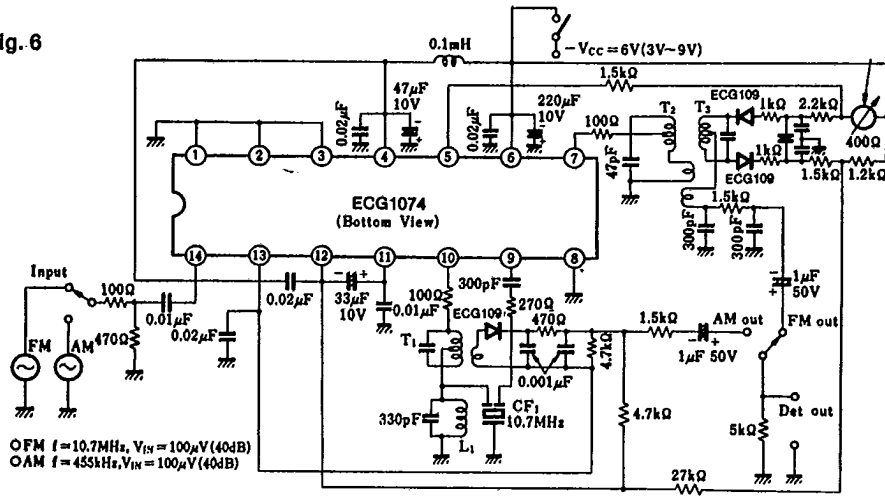 ig. 6
0.1mH
−VCC = 6V(3V~9V)
1.5kΩ
47µF
10V
0.02µF
220µF
10V
0.02µF
100Ω
T2
T3
ECG109
1kΩ
2.2kΩ
400Ω
47pF
1kΩ
ECG109
1.5kΩ
1.2kΩ
1 2 3 4 5 6 7
ECG1074
(Bottom View)
14 13 12 11 10 9 8
1.5kΩ
300pF
300pF
1µF
50V
Input
100Ω
0.01µF
470Ω
0.02µF
0.02µF
33µF
10V
0.01µF
100Ω
300pF
270Ω
ECG109
470Ω
T1
4.7kΩ
1.5kΩ
1µF 50V
AM out
FM out
FM
AM
0.001µF
330pF
CF1
10.7MHz
L1
4.7kΩ
5kΩ
Det out
27kΩ
O FM f=10.7MHz, VIN=100µV(40dB)
O AM f=455kHz, VIN=100µV(40dB)